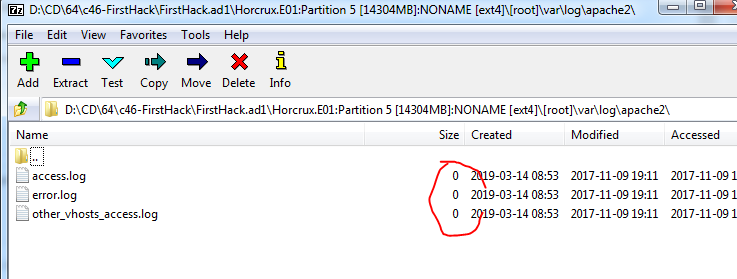 D:\CD\64\c46-FirstHack\FirstHack.ad1\Horcrux.E01:Partition 5 [14304MB]:NONAME [ext4]\[root]\var\log\apache2\
File Edit View Favorites Tools Help
Add Extract Test Copy Move Delete Info
D:\CD\64\c46-FirstHack\FirstHack.ad1\Horcrux.E01:Partition 5 [14304MB]:NONAME [ext4]\[root]\var\log\apache2\
Name Size Created Modified Accessed
..
access.log 0 2019-03-14 08:53 2017-11-09 19:11 2017-11-09 1
error.log 0 2019-03-14 08:53 2017-11-09 19:11 2017-11-09 1
other_vhosts_access.log 0 2019-03-14 08:53 2017-11-09 19:11 2017-11-09 1